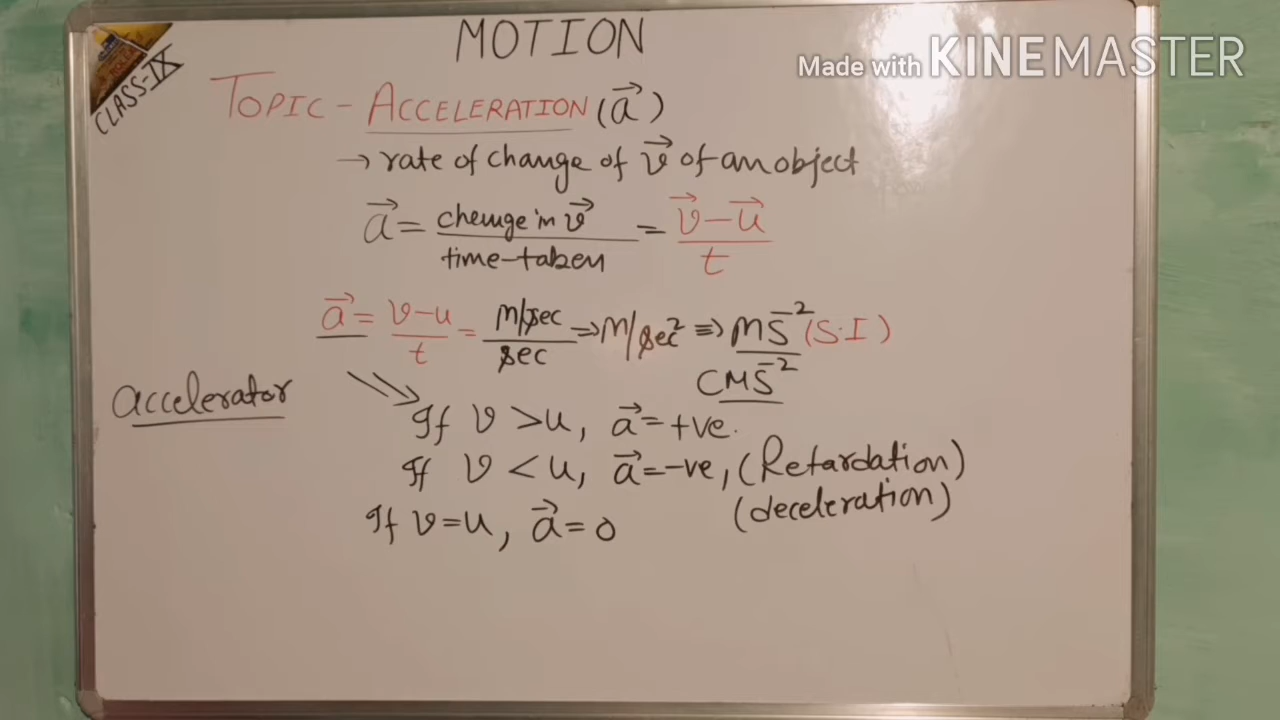 MOTION
Made with KINEMASTER
CLASS-IX
TOPIC - ACCELERATION (a⃗)
→ rate of change of v⃗ of an object
a⃗ = change in v⃗ / time-taken = v⃗ - u⃗ / t
a⃗ = v-u / t = m/sec / sec ⇒ m/sec² ⇒ MS⁻² (S.I)
CMS⁻²
accelerator
If v > u, a⃗ = +ve.
If v < u, a⃗ = -ve, (Retardation)
(deceleration)
If v = u, a⃗ = 0